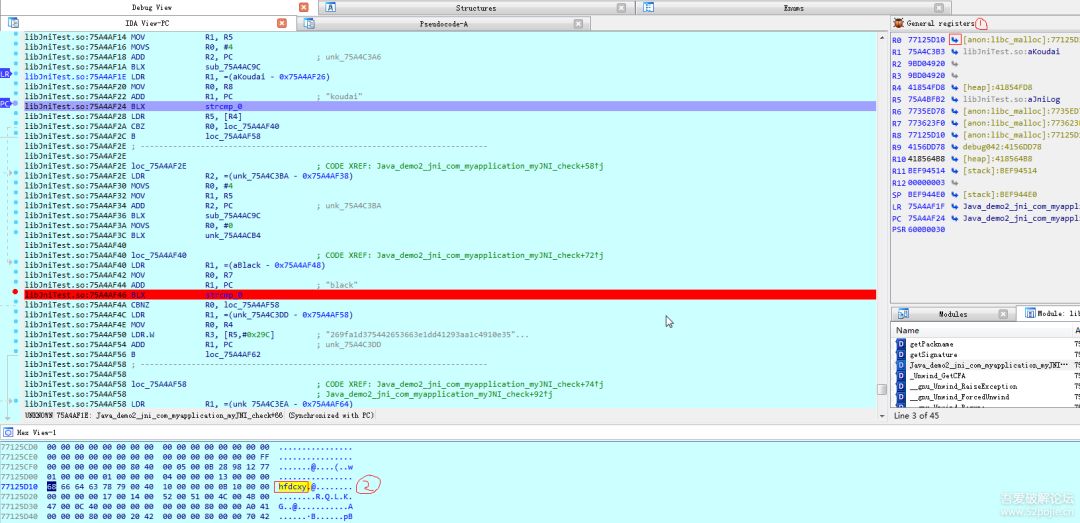 Debug View
Structures
Enums
IDA View-PC
Pseudocode-A
General registers
1
libJniTest.so:75A4AF14 MOV R1, R5
libJniTest.so:75A4AF16 MOVS R0, #4
libJniTest.so:75A4AF18 ADD R2, PC ; unk_75A4C3A6
libJniTest.so:75A4AF1A BLX sub_75A4AC9C
libJniTest.so:75A4AF1E LDR R1, =(aKoudai - 0x75A4AF26)
libJniTest.so:75A4AF20 MOV R0, R8
libJniTest.so:75A4AF22 ADD R1, PC ; "koudai"
libJniTest.so:75A4AF24 BLX strcmp_0
libJniTest.so:75A4AF28 LDR R5, [R4]
libJniTest.so:75A4AF2A CBZ R0, loc_75A4AF40
libJniTest.so:75A4AF2C B loc_75A4AF58
libJniTest.so:75A4AF2E ; ---------------------------------------------------------------------------
libJniTest.so:75A4AF2E
libJniTest.so:75A4AF2E loc_75A4AF2E ; CODE XREF: Java_demo2_jni_com_myapplication_myJNI_check+58↑j
libJniTest.so:75A4AF2E LDR R2, =(unk_75A4C3BA - 0x75A4AF38)
libJniTest.so:75A4AF30 MOVS R0, #4
libJniTest.so:75A4AF32 MOV R1, R5
libJniTest.so:75A4AF34 ADD R2, PC ; unk_75A4C3BA
libJniTest.so:75A4AF36 BLX sub_75A4AC9C
libJniTest.so:75A4AF3A MOVS R0, #0
libJniTest.so:75A4AF3C BLX unk_75A4ACB4
libJniTest.so:75A4AF40
libJniTest.so:75A4AF40 loc_75A4AF40 ; CODE XREF: Java_demo2_jni_com_myapplication_myJNI_check+72↑j
libJniTest.so:75A4AF40 LDR R1, =(aBlack - 0x75A4AF48)
libJniTest.so:75A4AF42 MOV R0, R7
libJniTest.so:75A4AF44 ADD R1, PC ; "black"
libJniTest.so:75A4AF46 BLX strcmp_0
libJniTest.so:75A4AF4A CBNZ R0, loc_75A4AF58
libJniTest.so:75A4AF4C LDR R1, =(unk_75A4C3DD - 0x75A4AF58)
libJniTest.so:75A4AF4E MOV R0, R4
libJniTest.so:75A4AF50 LDR.W R3, [R5,#0x29C] ; "269fa1d375442653663e1dd41293aa1c4910e35"...
libJniTest.so:75A4AF54 ADD R1, PC ; unk_75A4C3DD
libJniTest.so:75A4AF56 B loc_75A4AF62
libJniTest.so:75A4AF58 ; ---------------------------------------------------------------------------
libJniTest.so:75A4AF58
libJniTest.so:75A4AF58 loc_75A4AF58 ; CODE XREF: Java_demo2_jni_com_myapplication_myJNI_check+74↑j
libJniTest.so:75A4AF58 ; Java_demo2_jni_com_myapplication_myJNI_check+92↑j
libJniTest.so:75A4AF58 LDR R1, =(unk_75A4C3EA - 0x75A4AF64)
UNKNOWN 75A4AF1E: Java_demo2_jni_com_myapplication_myJNI_check+66 (Synchronized with PC)
LR
PC
R0 77125D10 [anon:libc_malloc]:77125D1
R1 75A4C3B3 libJniTest.so:aKoudai
R2 9BD04920
R3 9BD04920
R4 41854FD8 [heap]:41854FD8
R5 75A4BFB2 libJniTest.so:aJniLog
R6 7735ED78 [anon:libc_malloc]:7735ED7
R7 773623F0 [anon:libc_malloc]:773623F
R8 77125D10 [anon:libc_malloc]:77125D1
R9 4156DD78 debug042:4156DD78
R10 418564B8 [heap]:418564B8
R11 BEF94514 [stack]:BEF94514
R12 00000003
SP BEF944E0 [stack]:BEF944E0
LR 75A4AF1F Java_demo2_jni_com_myappli
PC 75A4AF24 Java_demo2_jni_com_myappli
PSR 600B0030
Modules
Module: lib
Name
getPackname 75
getSignature 75
Java_demo2_jni_com_myapplication_myJNI··· 75
_Unwind_GetCFA 75
__gnu_Unwind_RaiseException 75
__gnu_Unwind_ForcedUnwind 75
Line 3 of 45
Hex View-1
77125CD0 00 00 00 00 00 00 00 00 00 00 00 00 00 00 00 00 ................
77125CE0 00 00 00 00 00 00 00 00 00 00 00 00 00 00 00 FF
77125CF0 00 00 00 00 00 00 80 40 00 05 00 0B 28 98 12 77 .......@....(..w
77125D00 01 00 00 01 00 00 00 00 04 00 00 00 13 00 00 00 ................
77125D10 68 66 64 63 78 79 00 40 10 00 00 00 0B 10 00 00 hfdcxy.@........
77125D20 00 00 00 00 17 00 14 00 52 00 51 00 4C 00 4B 00 ........R.Q.L.K.
77125D30 47 00 0C 40 00 00 00 00 00 00 00 80 00 00 A0 41 G..@...........A
77125D40 00 00 00 80 00 00 20 42 00 00 00 80 00 00 70 42 .......B......pB
2
吾爱破解论坛
www.52pojie.cn